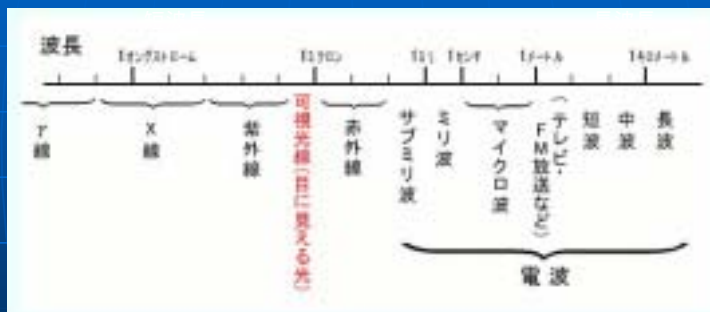 波長
1オングストローム
1ミクロン
1ミリ
1センチ
1メートル
1キロメートル
γ線
X線
紫外線
可視光線(目に見える光)
赤外線
サブミリ波
ミリ波
マイクロ波
(テレビ・
FM放送など)
短波
中波
長波
電波